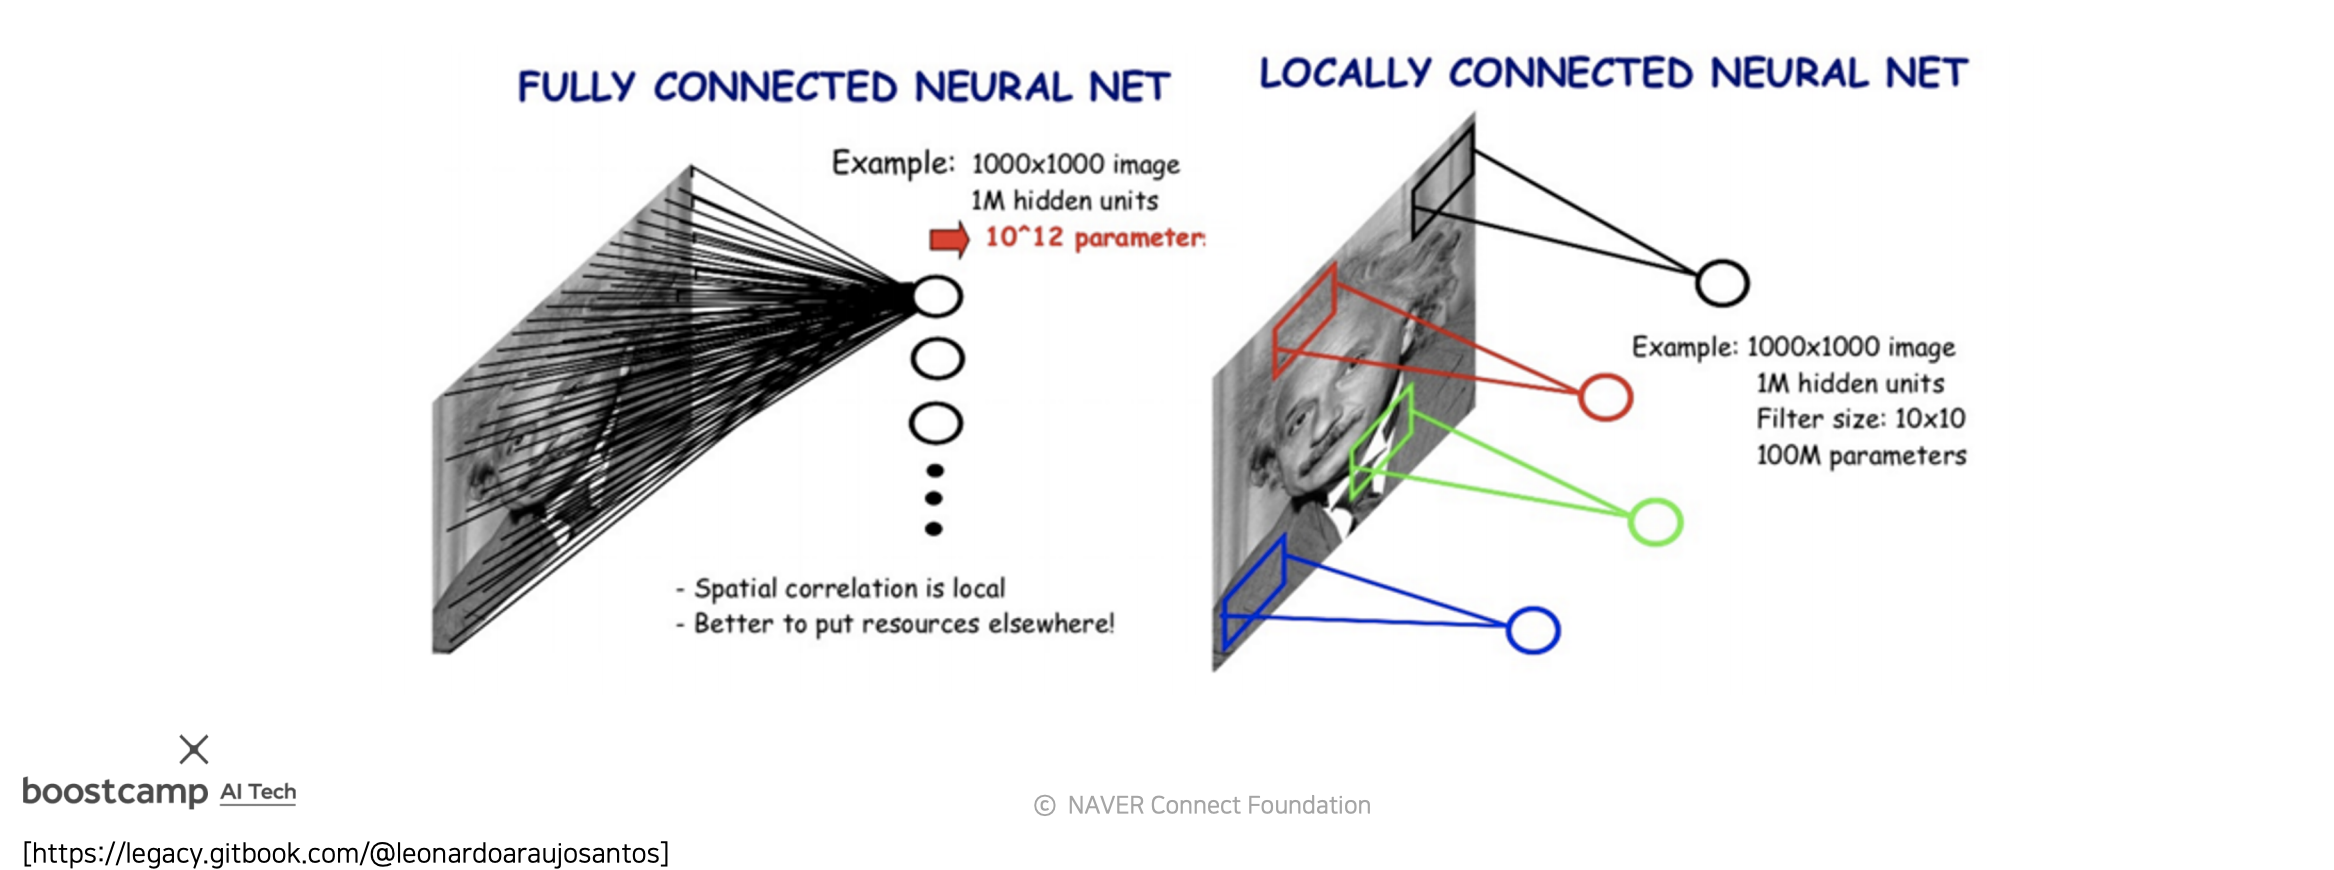 FULLY CONNECTED NEURAL NET
Example: 1000x1000 image
1M hidden units
10^12 parameter
- Spatial correlation is local
- Better to put resources elsewhere!
LOCALLY CONNECTED NEURAL NET
Example: 1000x1000 image
1M hidden units
Filter size: 10x10
100M parameters
boostcamp AI Tech
© NAVER Connect Foundation
[https://legacy.gitbook.com/@leonardoaraujosantos]